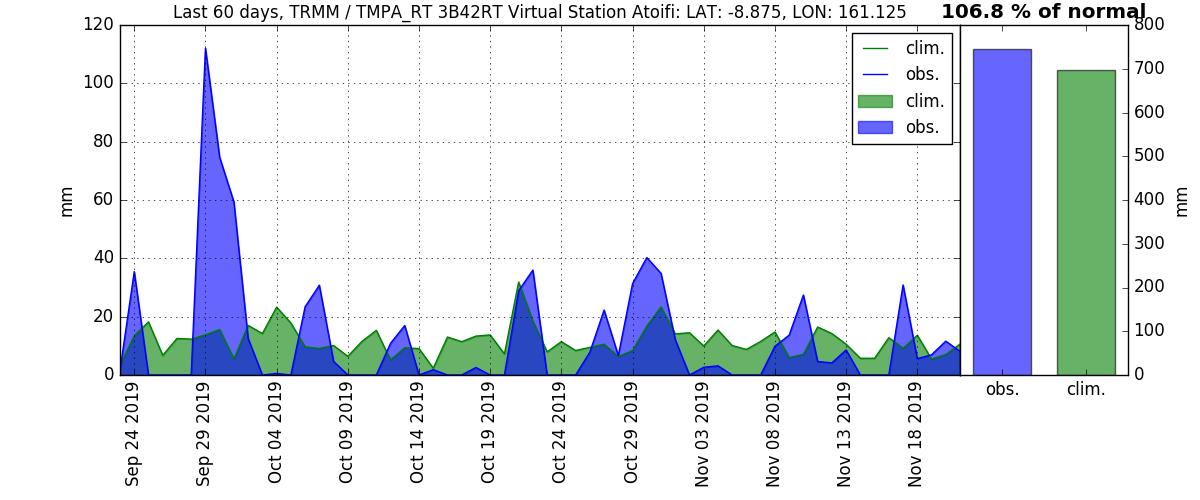 Last 60 days, TRMM / TMPA_RT 3B42RT Virtual Station Atoifi: LAT: -8.875, LON: 161.125
106.8 % of normal
120
100
80
60
40
20
0
mm
clim.
obs.
clim.
obs.
800
700
600
500
400
300
200
100
0
mm
Sep 24 2019
Sep 29 2019
Oct 04 2019
Oct 09 2019
Oct 14 2019
Oct 19 2019
Oct 24 2019
Oct 29 2019
Nov 03 2019
Nov 08 2019
Nov 13 2019
Nov 18 2019
obs.
clim.